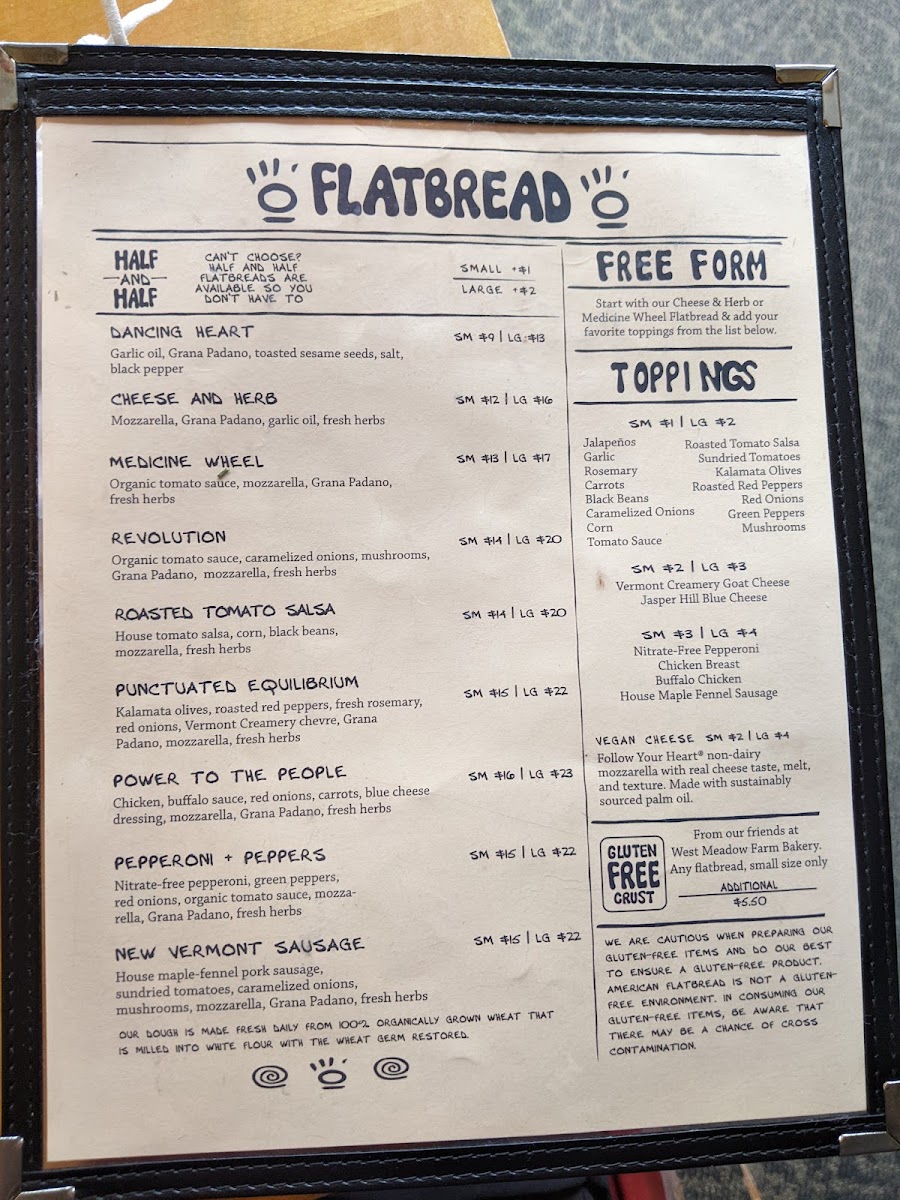 FLATBREAD
HALF
AND
HALF
CAN'T CHOOSE?
HALF AND HALF
FLATBREADS ARE
AVAILABLE SO YOU
DON'T HAVE TO
SMALL +$1
LARGE +$2
DANCING HEART SM $9 | LG $13
Garlic oil, Grana Padano, toasted sesame seeds, salt,
black pepper
CHEESE AND HERB SM $12 | LG $16
Mozzarella, Grana Padano, garlic oil, fresh herbs
MEDICINE WHEEL SM $13 | LG $17
Organic tomato sauce, mozzarella, Grana Padano,
fresh herbs
REVOLUTION SM $14 | LG $20
Organic tomato sauce, caramelized onions, mushrooms,
Grana Padano, mozzarella, fresh herbs
ROASTED TOMATO SALSA SM $14 | LG $20
House tomato salsa, corn, black beans,
mozzarella, fresh herbs
PUNCTUATED EQUILIBRIUM SM $15 | LG $22
Kalamata olives, roasted red peppers, fresh rosemary,
red onions, Vermont Creamery chevre, Grana
Padano, mozzarella, fresh herbs
POWER TO THE PEOPLE SM $16 | LG $23
Chicken, buffalo sauce, red onions, carrots, blue cheese
dressing, mozzarella, Grana Padano, fresh herbs
PEPPERONI + PEPPERS SM $15 | LG $22
Nitrate-free pepperoni, green peppers,
red onions, organic tomato sauce, mozza-
rella, Grana Padano, fresh herbs
NEW VERMONT SAUSAGE SM $15 | LG $22
House maple-fennel pork sausage,
sundried tomatoes, caramelized onions,
mushrooms, mozzarella, Grana Padano, fresh herbs
OUR DOUGH IS MADE FRESH DAILY FROM 100% ORGANICALLY GROWN WHEAT THAT
IS MILLED INTO WHITE FLOUR WITH THE WHEAT GERM RESTORED.
FREE FORM
Start with our Cheese & Herb or
Medicine Wheel Flatbread & add your
favorite toppings from the list below.
TOPPINGS
SM $1 | LG $2
Jalapeños Roasted Tomato Salsa
Garlic Sundried Tomatoes
Rosemary Kalamata Olives
Carrots Roasted Red Peppers
Black Beans Red Onions
Caramelized Onions Green Peppers
Corn Mushrooms
Tomato Sauce
SM $2 | LG $3
Vermont Creamery Goat Cheese
Jasper Hill Blue Cheese
SM $3 | LG $4
Nitrate-Free Pepperoni
Chicken Breast
Buffalo Chicken
House Maple Fennel Sausage
VEGAN CHEESE SM $2 | LG $4
Follow Your Heart® non-dairy
mozzarella with real cheese taste, melt,
and texture. Made with sustainably
sourced palm oil.
GLUTEN
FREE
CRUST
From our friends at
West Meadow Farm Bakery.
Any flatbread, small size only
ADDITIONAL
$5.50
WE ARE CAUTIOUS WHEN PREPARING OUR
GLUTEN-FREE ITEMS AND DO OUR BEST
TO ENSURE A GLUTEN-FREE PRODUCT.
AMERICAN FLATBREAD IS NOT A GLUTEN-
FREE ENVIRONMENT. IN CONSUMING OUR
GLUTEN-FREE ITEMS, BE AWARE THAT
THERE MAY BE A CHANCE OF CROSS
CONTAMINATION.